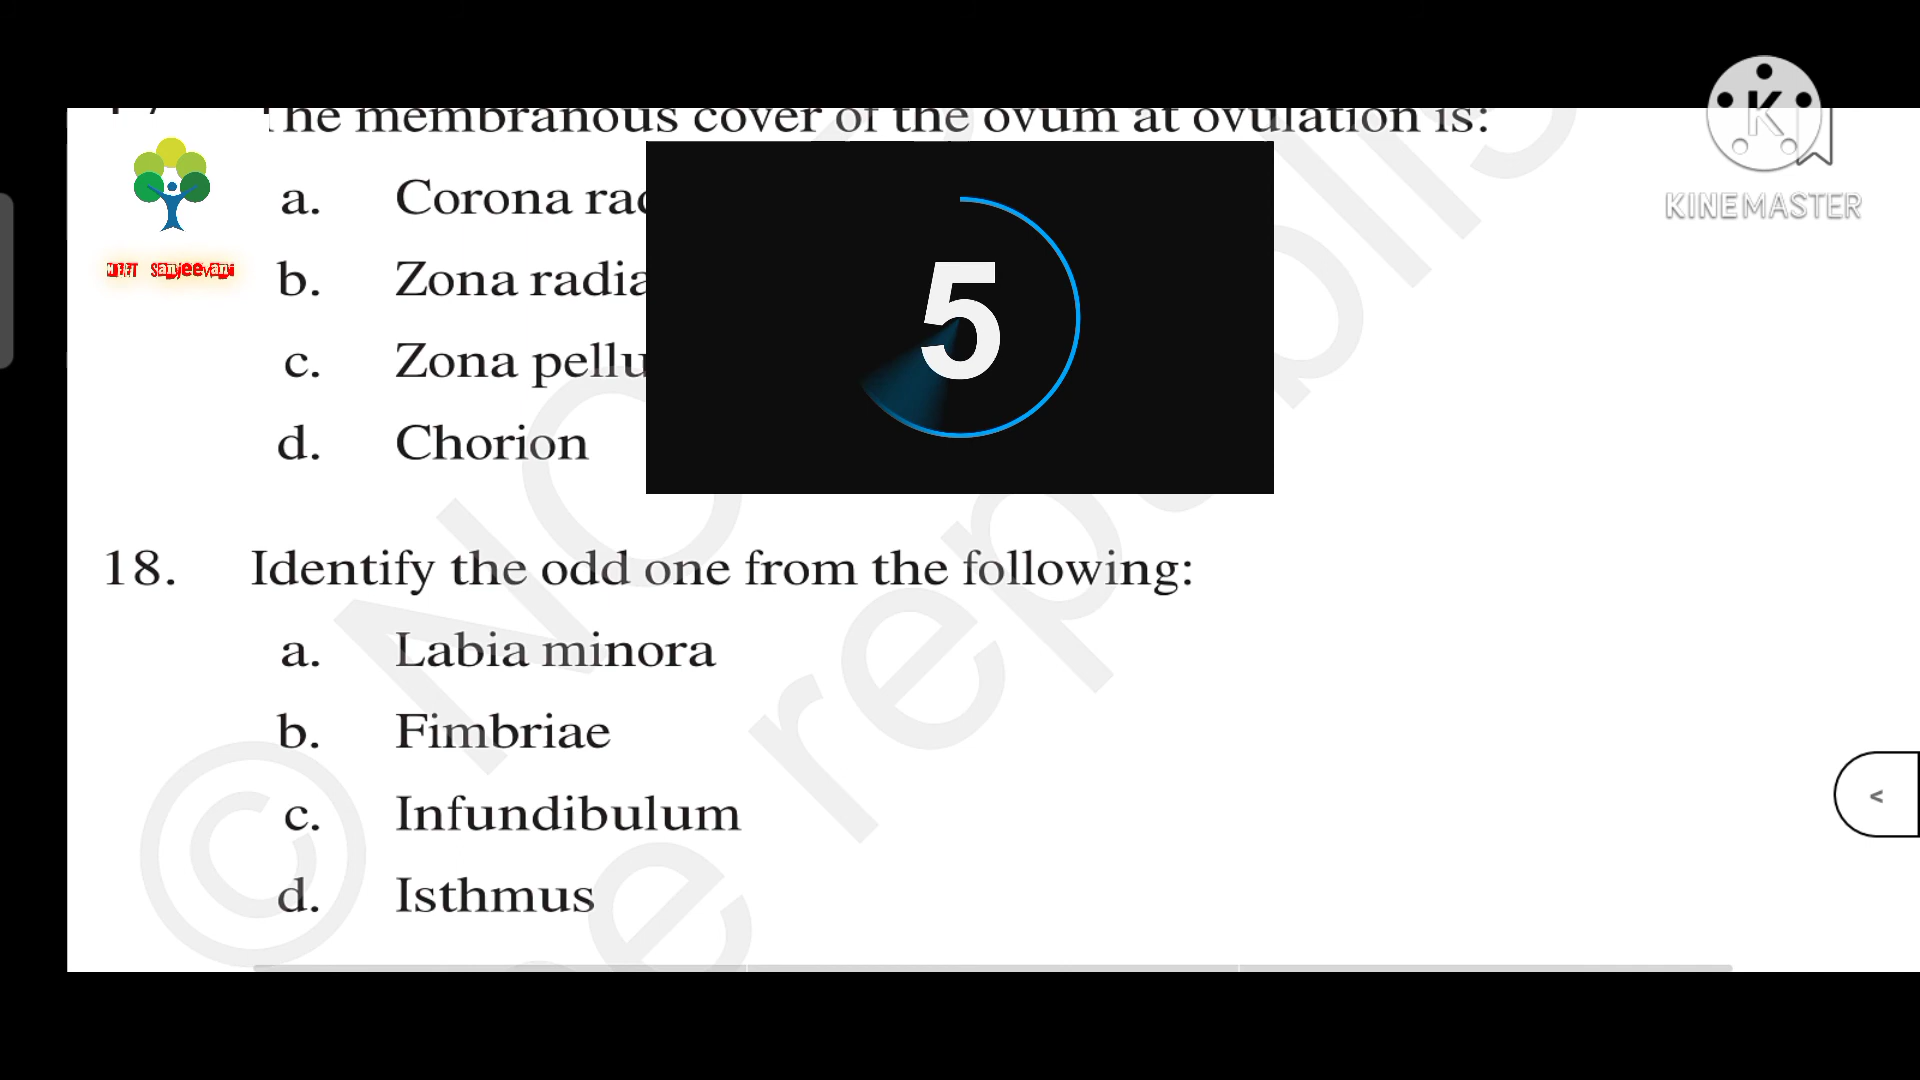 The membranous cover of the ovum at ovulation is:
a. Corona rad
b. Zona radia
c. Zona pellu
d. Chorion
5
18. Identify the odd one from the following:
a. Labia minora
b. Fimbriae
c. Infundibulum
d. Isthmus
K
KINEMASTER
<